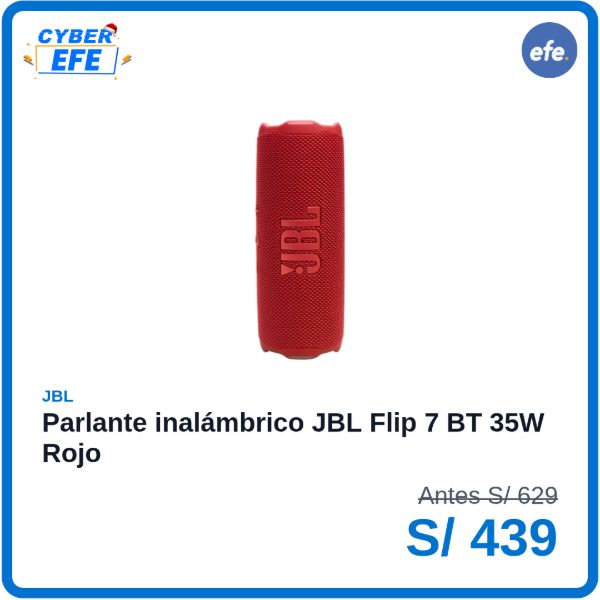 CYBER
EFE
efe.
JBL
JBL
Parlante inalámbrico JBL Flip 7 BT 35W
Rojo
Antes S/ 629
S/ 439